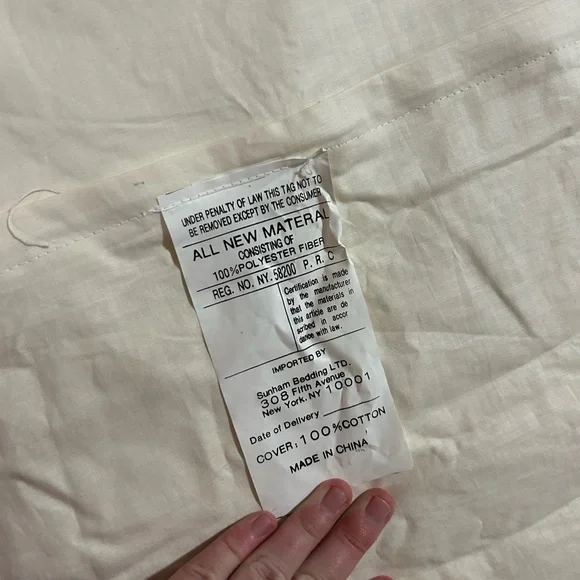 UNDER PENALTY OF LAW THIS TAG NOT TO
BE REMOVED EXCEPT BY THE CONSUMER
ALL NEW MATERIAL
CONSISTING OF
100%POLYESTER FIBER
REG. NO. NY. 58200 P. R. C
Certification is made
by the manufacturer
that the materials in
this article are de
scribed in accor
dance with law.
IMPORTED BY
Sunham Bedding LTD.
308 Fifth Avenue
New York. NY 10001
Date of Delivery
COVER: 100%COTTON
MADE IN CHINA